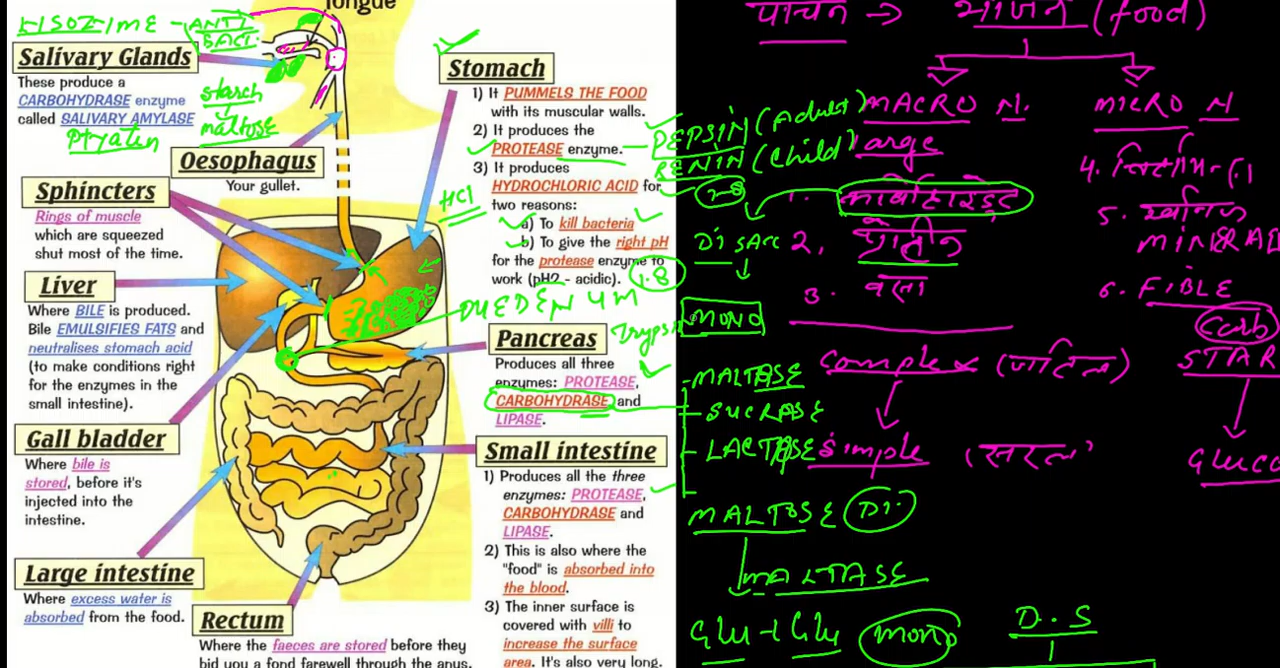 Tongue
LISOZIME - ANTI
BACT.
Salivary Glands
These produce a
CARBOHYDRASE enzyme
called SALIVARY AMYLASE
Ptyalin
starch
maltose
Oesophagus
Your gullet.
Sphincters
Rings of muscle
which are squeezed
shut most of the time.
Liver
Where BILE is produced.
Bile EMULSIFIES FATS and
neutralises stomach acid
(to make conditions right
for the enzymes in the
small intestine).
Gall bladder
Where bile is
stored, before it's
injected into the
intestine.
Large intestine
Where excess water is
absorbed from the food.
Rectum
Where the faeces are stored before they
bid you a fond farewell through the anus.
Stomach
1) It PUMMELS THE FOOD
with its muscular walls.
2) It produces the
PROTEASE enzyme.
3) It produces
HYDROCHLORIC ACID for
two reasons:
a) To kill bacteria
b) To give the right pH
for the protease enzyme to
work (pH2 - acidic).
HCl
1.8
DUEDENUM
Pancreas
Produces all three
enzymes: PROTEASE,
CARBOHYDRASE and
LIPASE.
Trypsin
Small intestine
1) Produces all the three
enzymes: PROTEASE,
CARBOHYDRASE and
LIPASE.
2) This is also where the
"food" is absorbed into
the blood.
3) The inner surface is
covered with villi to
increase the surface
area. It's also very long.
PEPSIN (Adult)
RENIN (Child)
DI SACC
MONO
MALTASE
SUCRASE
LACTASE
MALTOSE DI.
MALTASE
Glu + Glu mono
D.S
पाचन → भोजन (food)
MACRO N.
MICRO N
Large
1. कार्बोहाइड्रेट
2. प्रोटीन
3. वसा
4. विटामिन
5. खनिज
MINERAL
6. FIBLE
Carb
Complex (जटिल)
STAR
Simple (सरल)
GLUCO